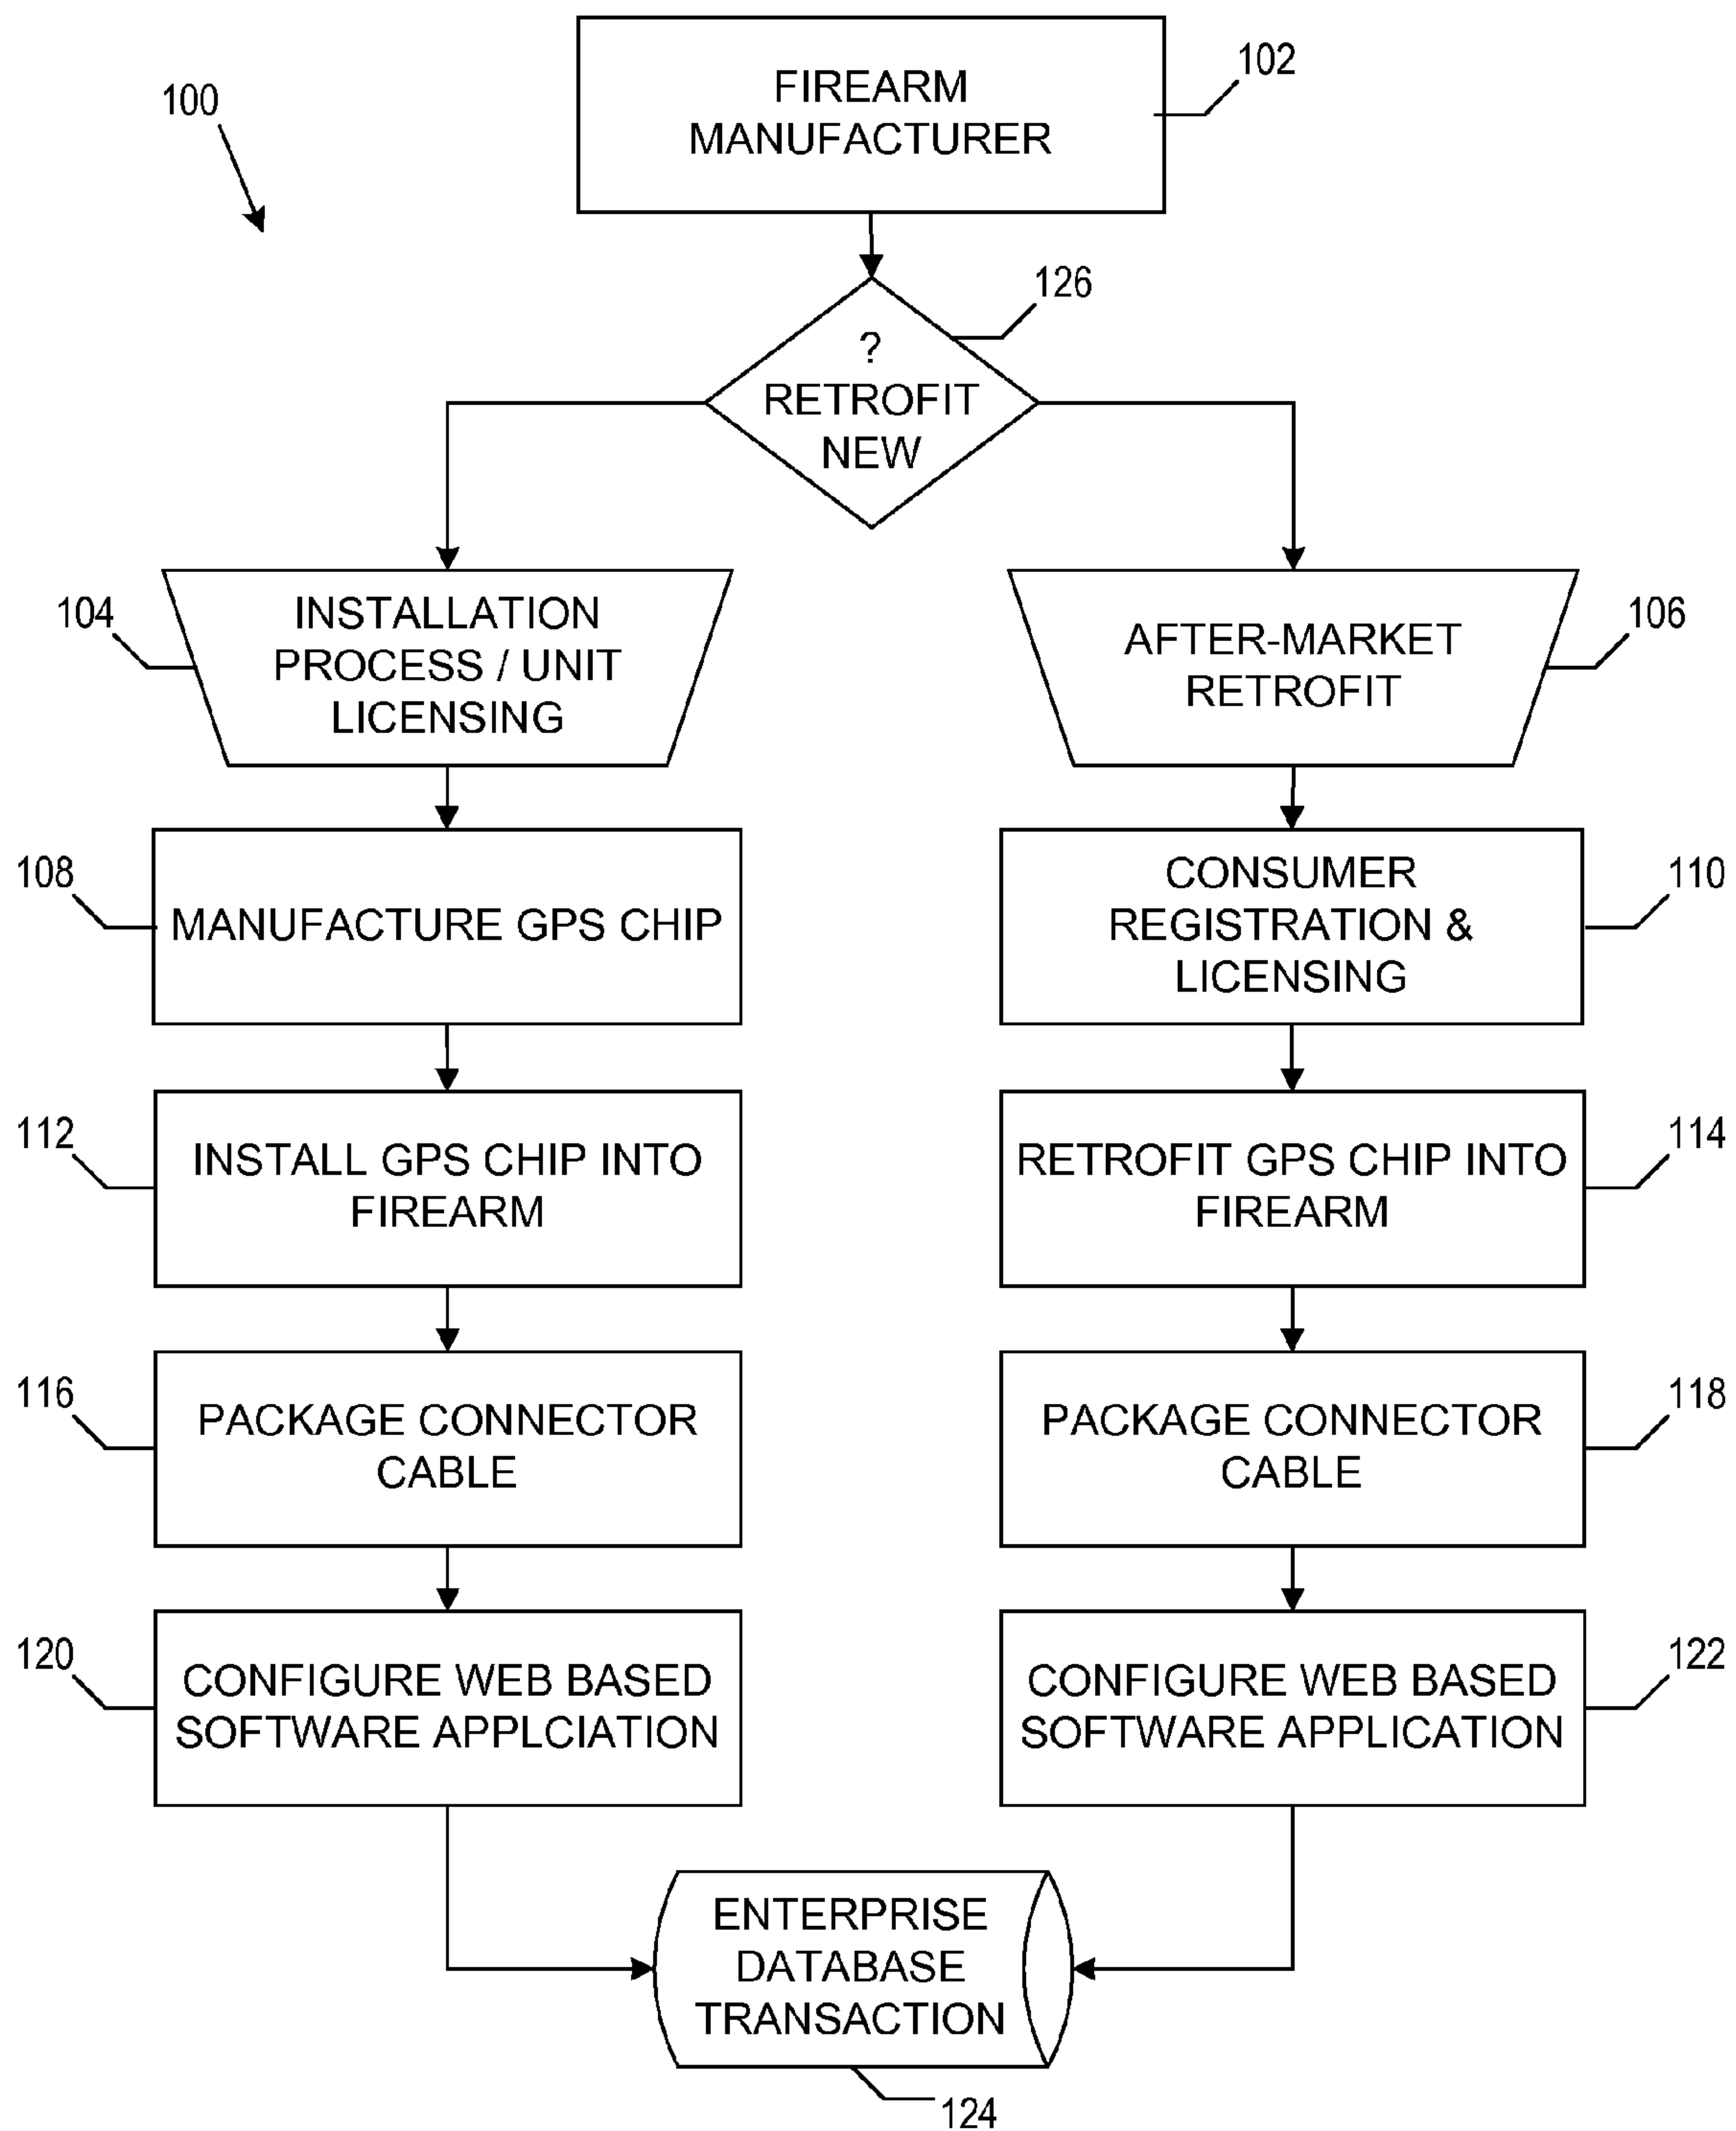 FIREARM
MANUFACTURER
102
100
126
?
RETROFIT
NEW
104
INSTALLATION
PROCESS / UNIT
LICENSING
AFTER-MARKET
RETROFIT
106
108
MANUFACTURE GPS CHIP
CONSUMER
REGISTRATION &
LICENSING
110
112
INSTALL GPS CHIP INTO
FIREARM
RETROFIT GPS CHIP INTO
FIREARM
114
116
PACKAGE CONNECTOR
CABLE
PACKAGE CONNECTOR
CABLE
118
120
CONFIGURE WEB BASED
SOFTWARE APPLCIATION
CONFIGURE WEB BASED
SOFTWARE APPLICATION
122
ENTERPRISE
DATABASE
TRANSACTION
124